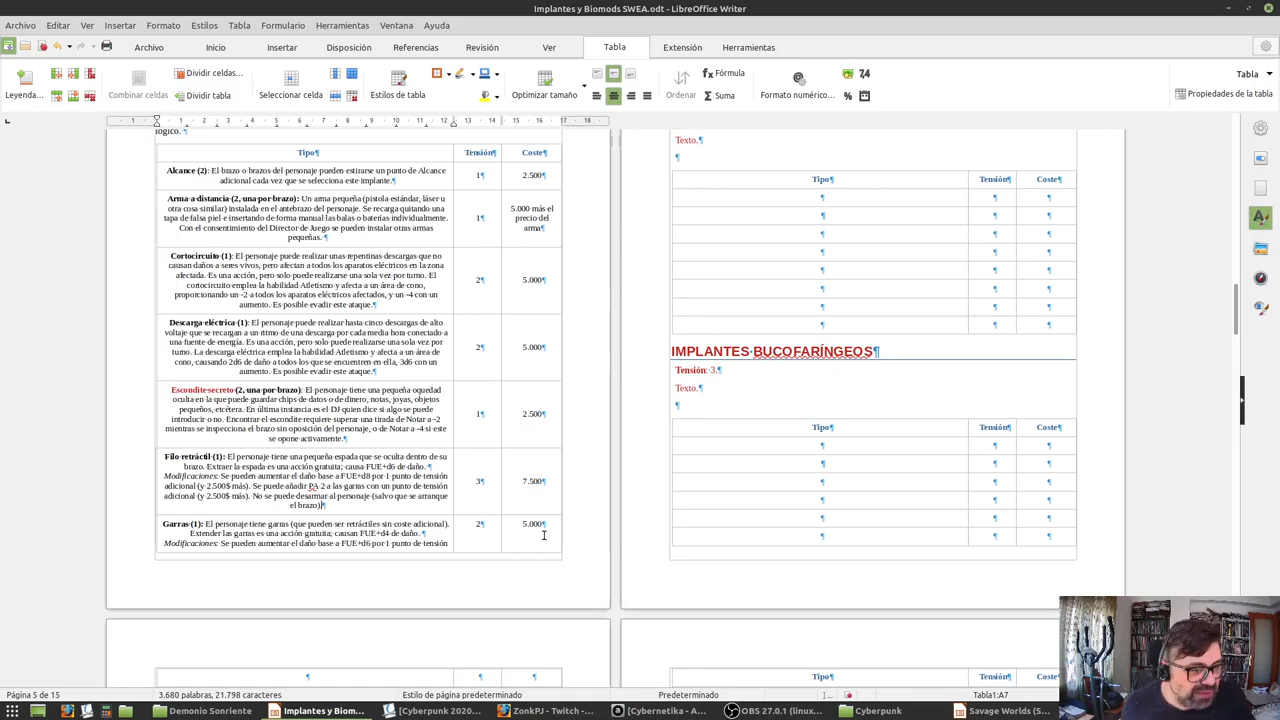 Implantes y Biomods SWEA.odt - LibreOffice Writer
Archivo Editar Ver Insertar Formato Estilos Tabla Formulario Herramientas Ventana Ayuda
Archivo Inicio Insertar Disposición Referencias Revisión Ver Tabla Extensión Herramientas
Leyenda... Combinar celdas Dividir celdas... Dividir tabla Seleccionar celda Estilos de tabla Optimizar tamaño Ordenar Fórmula Suma Formato numérico... 7,4 % Tabla Propiedades de la tabla
1 1 2 3 4 5 6 7 8 9 10 11 12 13 14 15 16 17 18
lógico.¶
Tipo¶ Tensión¶ Coste¶
Alcance (2): El brazo o brazos del personaje pueden estirarse un punto de Alcance
adicional cada vez que se selecciona este implante.¶
1¶ 2.500¶
Arma a distancia (2, una por brazo): Un arma pequeña (pistola estándar, láser u
otra cosa similar) instalada en el antebrazo del personaje. Se recarga quitando una
tapa de falsa piel e insertando de forma manual las balas o baterías individualmente.
Con el consentimiento del Director de Juego se pueden instalar otras armas
pequeñas. ¶
1¶ 5.000 más el
precio del
arma¶
Cortocircuito (1): El personaje puede realizar unas repentinas descargas que no
causan daños a seres vivos, pero afectan a todos los aparatos eléctricos en la zona
afectada. Es una acción, pero solo puede realizarse una sola vez por turno. El
cortocircuito emplea la habilidad Atletismo y afecta a un área de cono,
proporcionando un -2 a todos los aparatos eléctricos afectados, y un -4 con un
aumento. Es posible evadir este ataque.¶
2¶ 5.000¶
Descarga eléctrica (1): El personaje puede realizar hasta cinco descargas de alto
voltaje que se recargan a un ritmo de una descarga por cada media hora conectado a
una fuente de energía. Es una acción, pero solo puede realizarse una sola vez por
turno. La descarga eléctrica emplea la habilidad Atletismo y afecta a un área de
cono, causando 2d6 de daño a todos los que se encuentren en ella, 3d6 con un
aumento. Es posible evadir este ataque.¶
2¶ 5.000¶
Escondite secreto (2, una por brazo): El personaje tiene una pequeña oquedad
oculta en la que puede guardar chips de datos o de dinero, notas, joyas, objetos
pequeños, etcétera. En última instancia es el DJ quien dice si algo se puede
introducir o no. Encontrar el escondite requiere superar una tirada de Notar a -2
mientras se inspecciona el brazo sin oposición del personaje, o de Notar a -4 si este
se opone activamente.¶
1¶ 2.500¶
Filo retráctil (1): El personaje tiene una pequeña espada que se oculta dentro de su
brazo. Extraer la espada es una acción gratuita; causa FUE+d6 de daño. ¶
Modificaciones: Se pueden aumentar el daño base a FUE+d8 por 1 punto de tensión
adicional (y 2.500$ más). Se puede añadir PA 2 a las garras con un punto de tensión
adicional (y 2.500$ más). No se puede desarmar al personaje (salvo que se arranque
el brazo).¶
3¶ 7.500¶
Garras (1): El personaje tiene garras (que pueden ser retráctiles sin coste adicional).
Extender las garras es una acción gratuita; causan FUE+d4 de daño. ¶
Modificaciones: Se pueden aumentar el daño base a FUE+d6 por 1 punto de tensión
2¶ 5.000¶
¶ ¶ ¶
Texto.¶
¶
Tipo¶ Tensión¶ Coste¶
¶ ¶ ¶
¶ ¶ ¶
¶ ¶ ¶
¶ ¶ ¶
¶ ¶ ¶
¶ ¶ ¶
¶ ¶ ¶
¶ ¶ ¶
IMPLANTES BUCOFARÍNGEOS¶
Tensión: 3.¶
Texto.¶
¶
Tipo¶ Tensión¶ Coste¶
¶ ¶ ¶
¶ ¶ ¶
¶ ¶ ¶
¶ ¶ ¶
¶ ¶ ¶
¶ ¶ ¶
Tipo¶ Tensión¶ Coste¶
Página 5 de 15 3.680 palabras, 21.798 caracteres Estilo de página predeterminado Predeterminado Tabla1:A7
Demonio Sonriente Implantes y Biom... [Cyberpunk 2020... ZonkPJ - Twitch -... [Cybernetika - A... OBS 27.0.1 (linux... Cyberpunk Savage Worlds (S...